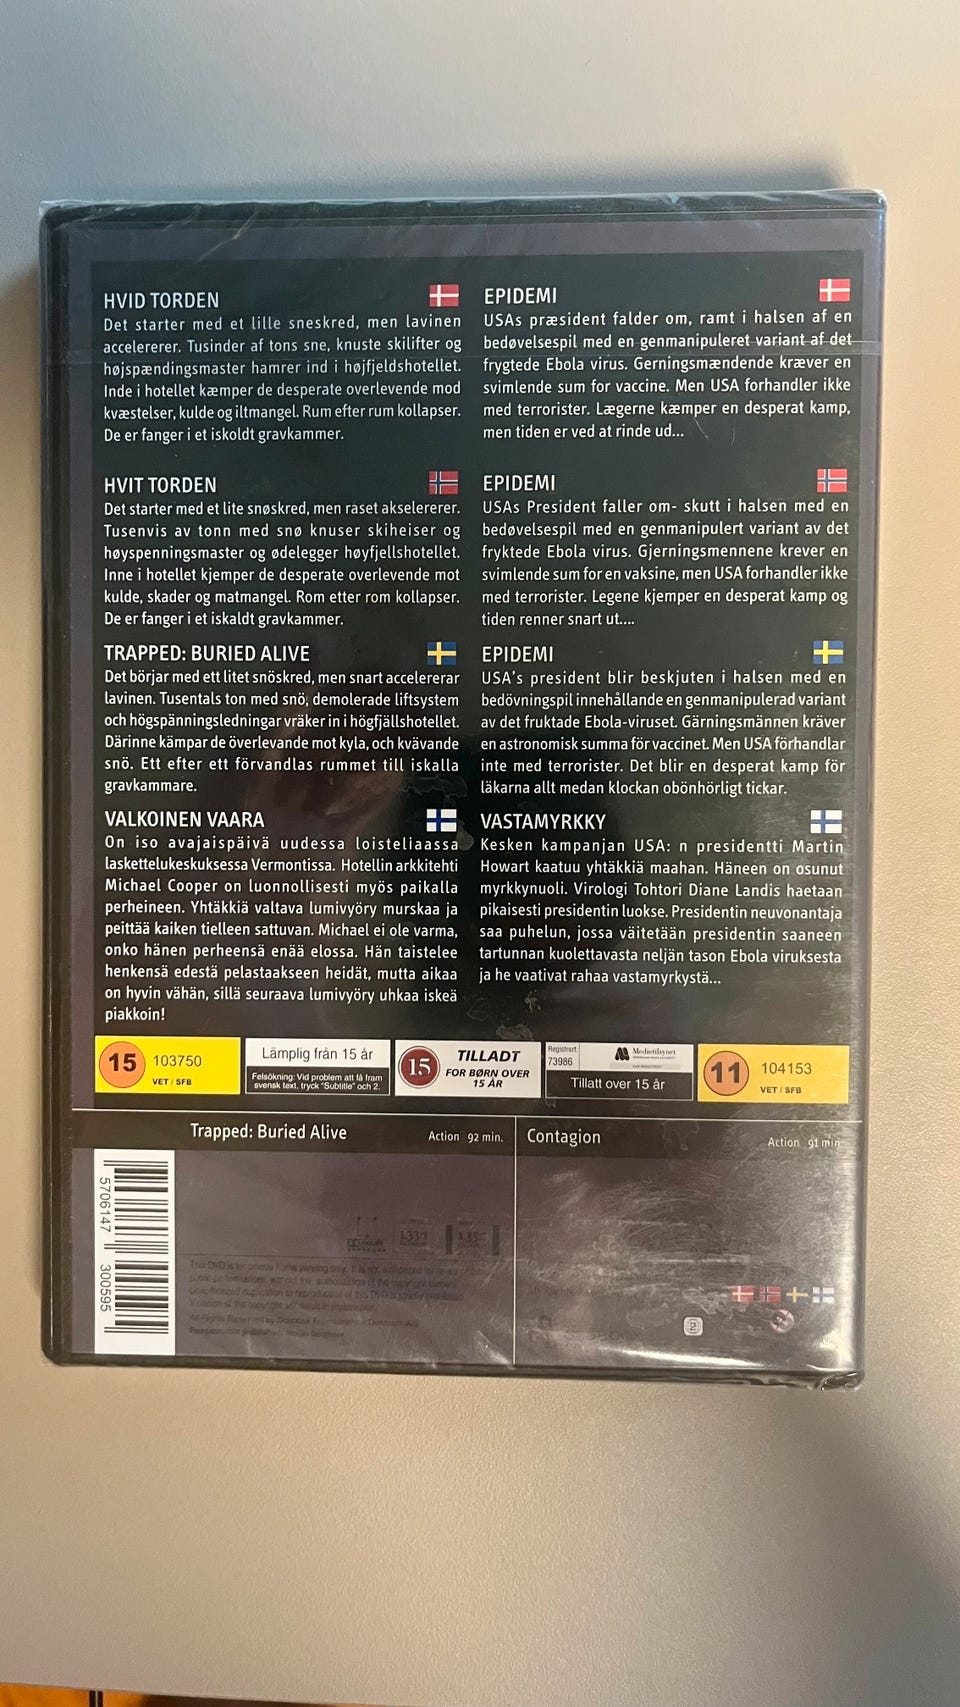 HVID TORDEN
Det starter med et lille sneskred, men lavinen
accelererer. Tusinder af tons sne, knuste skilifter og
højspændingsmaster hamrer ind i højfjeldshotellet.
Inde i hotellet kæmper de desperate overlevende mod
kvæstelser, kulde og iltmangel. Rum efter rum kollapser.
De er fanger i et iskoldt gravkammer.
HVIT TORDEN
Det starter med et lite snøskred, men raset akselererer.
Tusenvis av tonn med snø knuser skiheiser og
høyspenningsmaster og ødelegger høyfjellshotellet.
Inne i hotellet kjemper de desperate overlevende mot
kulde, skader og matmangel. Rom etter rom kollapser.
De er fanger i et iskaldt gravkammer.
TRAPPED: BURIED ALIVE
Det börjar med ett litet snöskred, men snart accelererar
lavinen. Tusentals ton med snö, demolerade liftsystem
och högspänningsledningar vräker in i högfjällshotellet.
Därinne kämpar de överlevande mot kyla, och kvävande
snö. Ett efter ett förvandlas rummet till iskalla
gravkammare.
VALKOINEN VAARA
On iso avajaispäivä uudessa loisteliaassa
laskettelukeskuksessa Vermontissa. Hotellin arkkitehti
Michael Cooper on luonnollisesti myös paikalla
perheineen. Yhtäkkiä valtava lumivyöry murskaa ja
peittää kaiken tielleen sattuvan. Michael ei ole varma,
onko hänen perheensä enää elossa. Hän taistelee
henkensä edestä pelastaakseen heidät, mutta aikaa
on hyvin vähän, sillä seuraava lumivyöry uhkaa iskeä
piakkoin!
EPIDEMI
USAs præsident falder om, ramt i halsen af en
bedøvelsespil med en genmanipuleret variant af det
frygtede Ebola virus. Gerningsmændende kræver en
svimlende sum for vaccine. Men USA forhandler ikke
med terrorister. Lægerne kæmper en desperat kamp,
men tiden er ved at rinde ud...
EPIDEMI
USAs President faller om- skutt i halsen med en
bedøvelsespil med en genmanipulert variant av det
fryktede Ebola virus. Gjerningsmennene krever en
svimlende sum for en vaksine, men USA forhandler ikke
med terrorister. Legene kjemper en desperat kamp og
tiden renner snart ut....
EPIDEMI
USA's president blir beskjuten i halsen med en
bedövningspil innehållande en genmanipulerad variant
av det fruktade Ebola-viruset. Gärningsmännen kräver
en astronomisk summa för vaccinet. Men USA förhandlar
inte med terrorister. Det blir en desperat kamp för
läkarna allt medan klockan obönhörligt tickar.
VASTAMYRKKY
Kesken kampanjan USA: n presidentti Martin
Howart kaatuu yhtäkkiä maahan. Häneen on osunut
myrkkynuoli. Virologi Tohtori Diane Landis haetaan
pikaisesti presidentin luokse. Presidentin neuvonantaja
saa puhelun, jossa väitetään presidentin saaneen
tartunnan kuolettavasta neljän tason Ebola viruksesta
ja he vaativat rahaa vastamyrkystä...
15 103750
VET / SFB
Lämplig från 15 år
Felsökning: Vid problem att få fram
svensk text, tryck "Subtitle" och 2.
15 TILLADT
FOR BØRN OVER
15 ÅR
Registrert
73986
Medietilsynet
Tillatt over 15 år
11 104153
VET / SFB
Trapped: Buried Alive
Action 92 min.
Contagion
Action 91 min.
5706147 300595
2